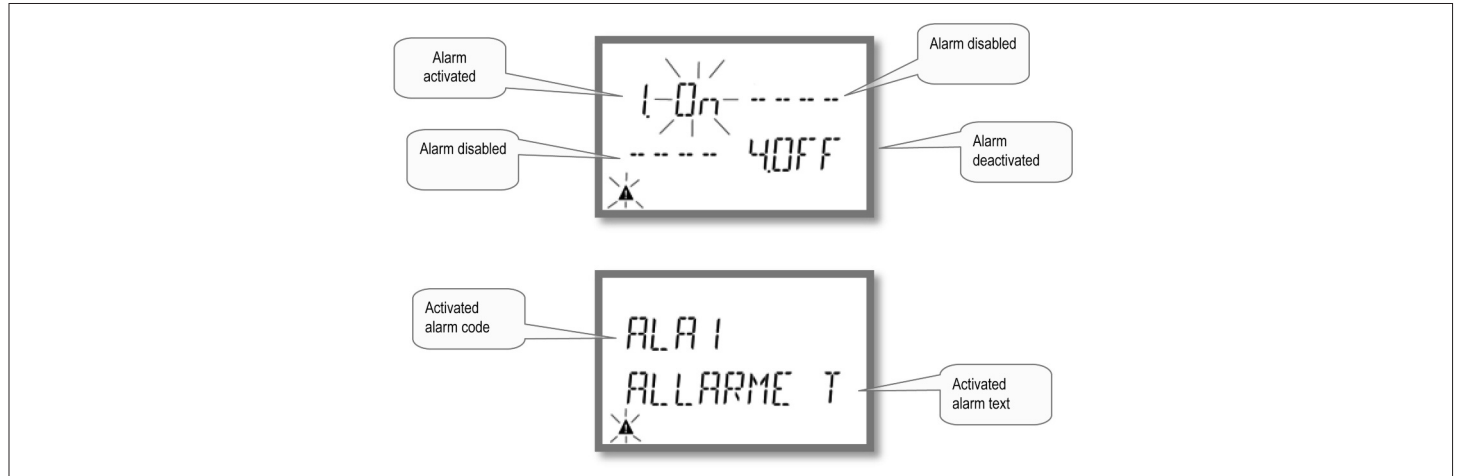 Alarm
activated
Alarm disabled
1. On ----
Alarm disabled
---- 4.OFF
Alarm
deactivated
Activated
alarm code
ALA1
ALLARME T
Activated
alarm text